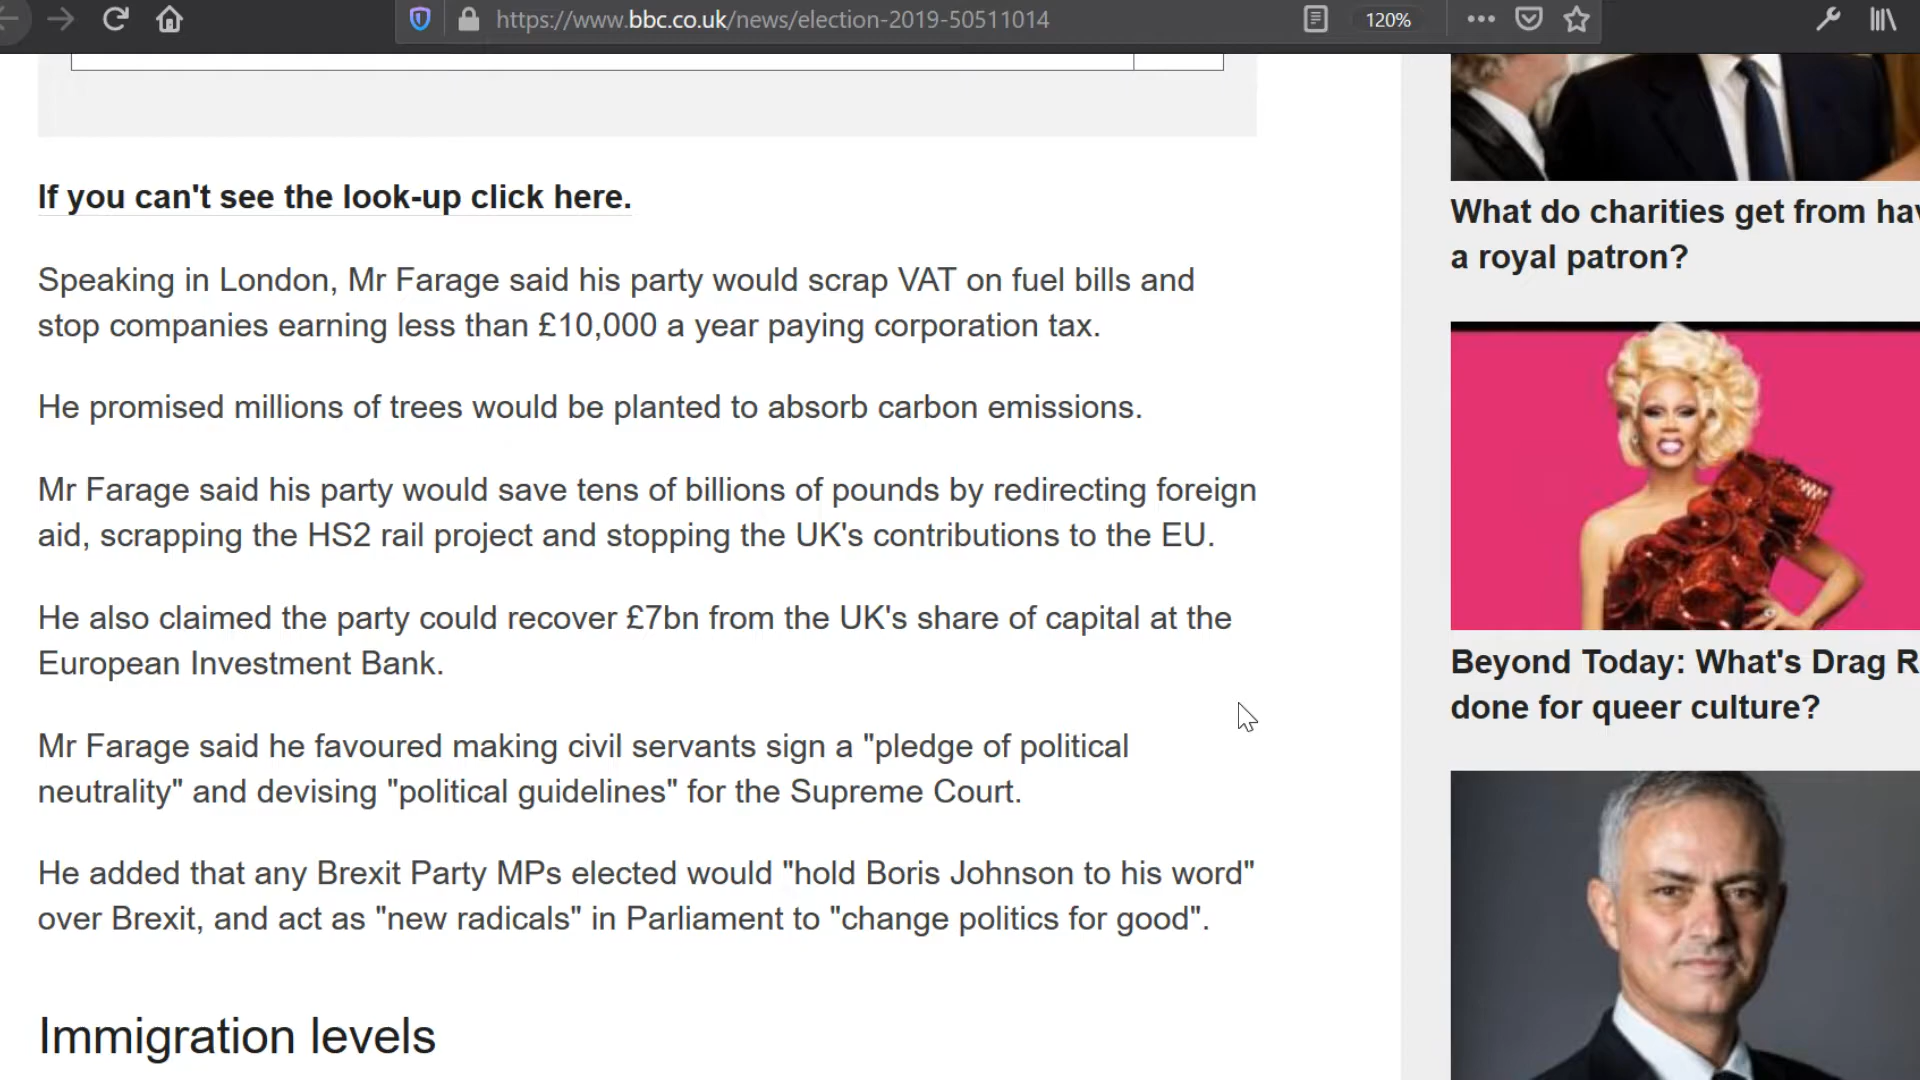 https://www.bbc.co.uk/news/election-2019-50511014
120%
If you can't see the look-up click here.
Speaking in London, Mr Farage said his party would scrap VAT on fuel bills and
stop companies earning less than £10,000 a year paying corporation tax.
He promised millions of trees would be planted to absorb carbon emissions.
Mr Farage said his party would save tens of billions of pounds by redirecting foreign
aid, scrapping the HS2 rail project and stopping the UK's contributions to the EU.
He also claimed the party could recover £7bn from the UK's share of capital at the
European Investment Bank.
Mr Farage said he favoured making civil servants sign a "pledge of political
neutrality" and devising "political guidelines" for the Supreme Court.
He added that any Brexit Party MPs elected would "hold Boris Johnson to his word"
over Brexit, and act as "new radicals" in Parliament to "change politics for good".
Immigration levels
What do charities get from
a royal patron?
Beyond Today: What's Drag
done for queer culture?